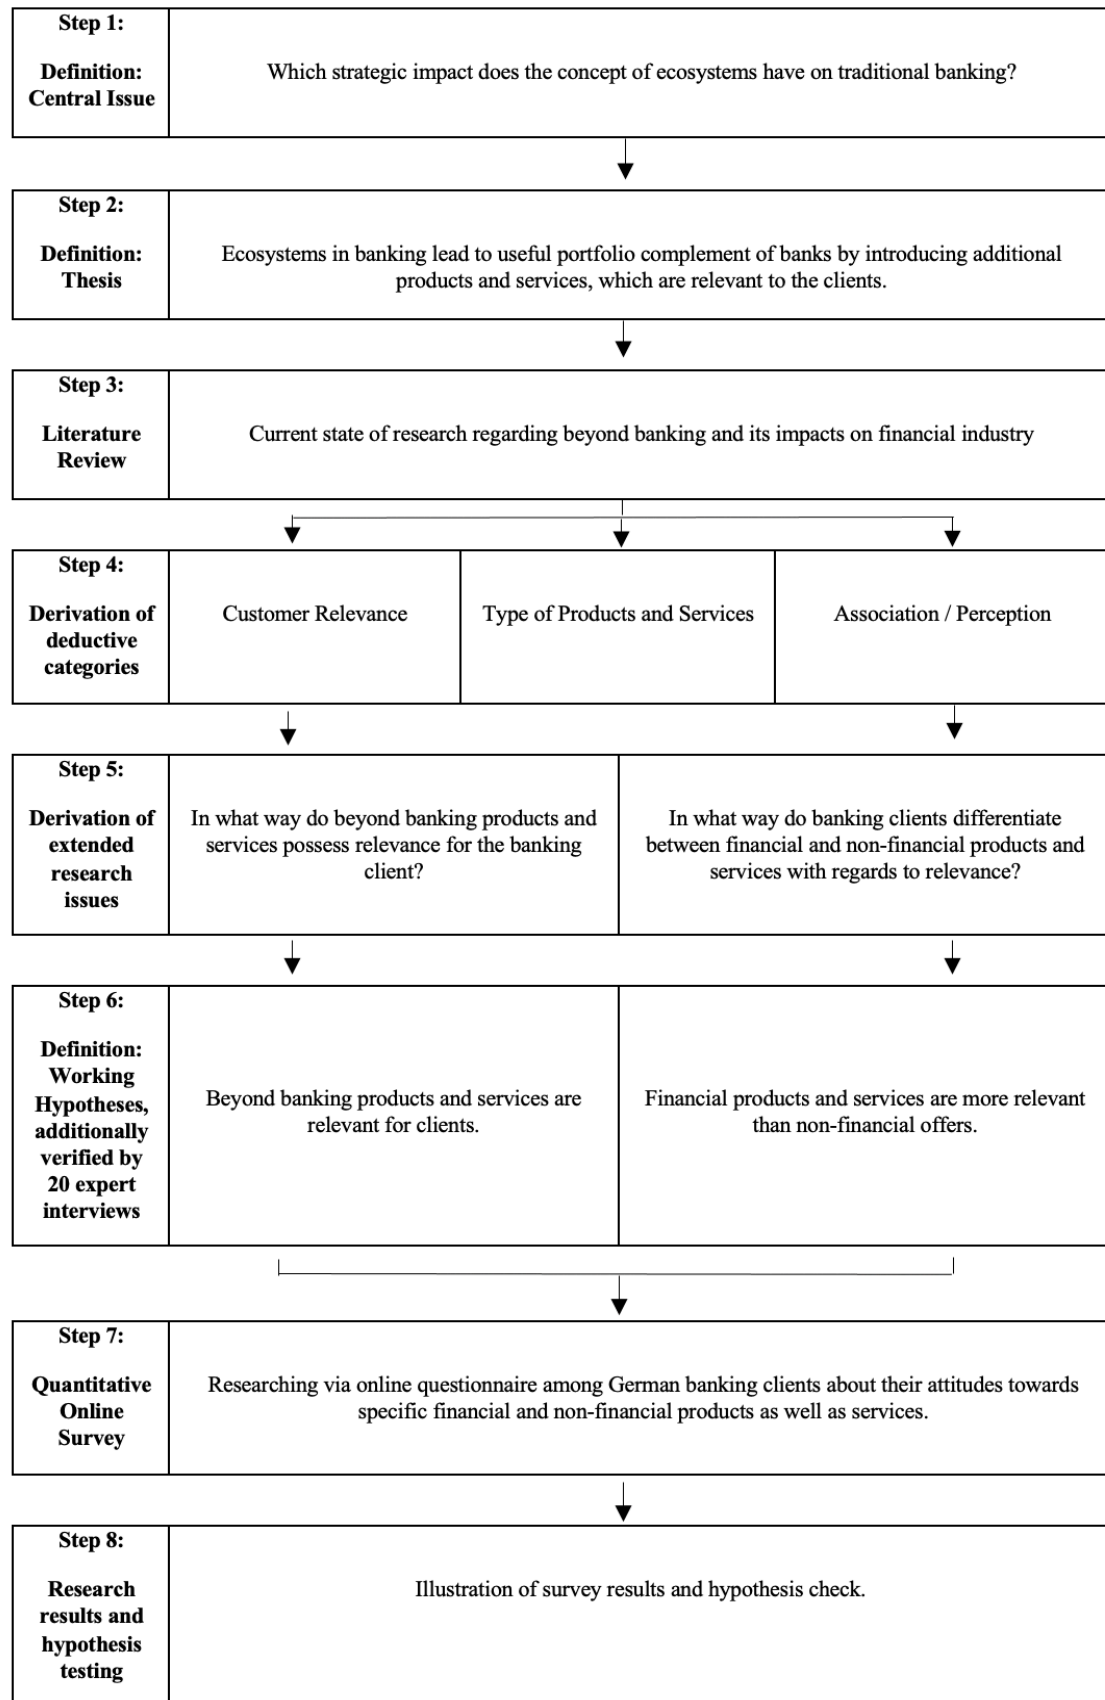 Step 1:
Definition:
Central Issue
Which strategic impact does the concept of ecosystems have on traditional banking?
Step 2:
Definition:
Thesis
Ecosystems in banking lead to useful portfolio complement of banks by introducing additional
products and services, which are relevant to the clients.
Step 3:
Literature
Review
Current state of research regarding beyond banking and its impacts on financial industry
Step 4:
Derivation of
deductive
categories
Customer Relevance
Type of Products and Services
Association / Perception
Step 5:
Derivation of
extended
research
issues
In what way do beyond banking products and
services possess relevance for the banking
client?
In what way do banking clients differentiate
between financial and non-financial products and
services with regards to relevance?
Step 6:
Definition:
Working
Hypotheses,
additionally
verified by
20 expert
interviews
Beyond banking products and services are
relevant for clients.
Financial products and services are more relevant
than non-financial offers.
Step 7:
Quantitative
Online
Survey
Researching via online questionnaire among German banking clients about their attitudes towards
specific financial and non-financial products as well as services.
Step 8:
Research
results and
hypothesis
testing
Illustration of survey results and hypothesis check.